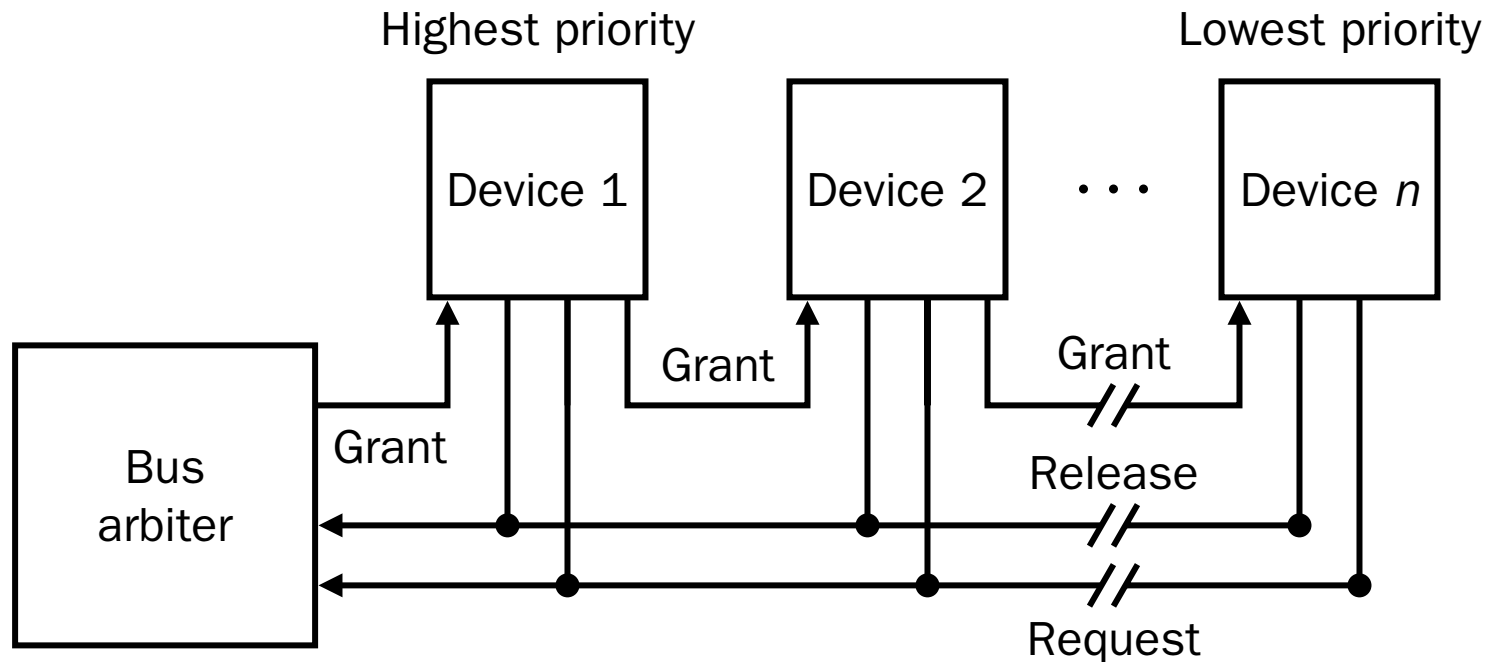 Highest priority
Lowest priority
Device 1
Device 2
· · ·
Device n
Grant
Grant
Grant
Bus
arbiter
Release
Request